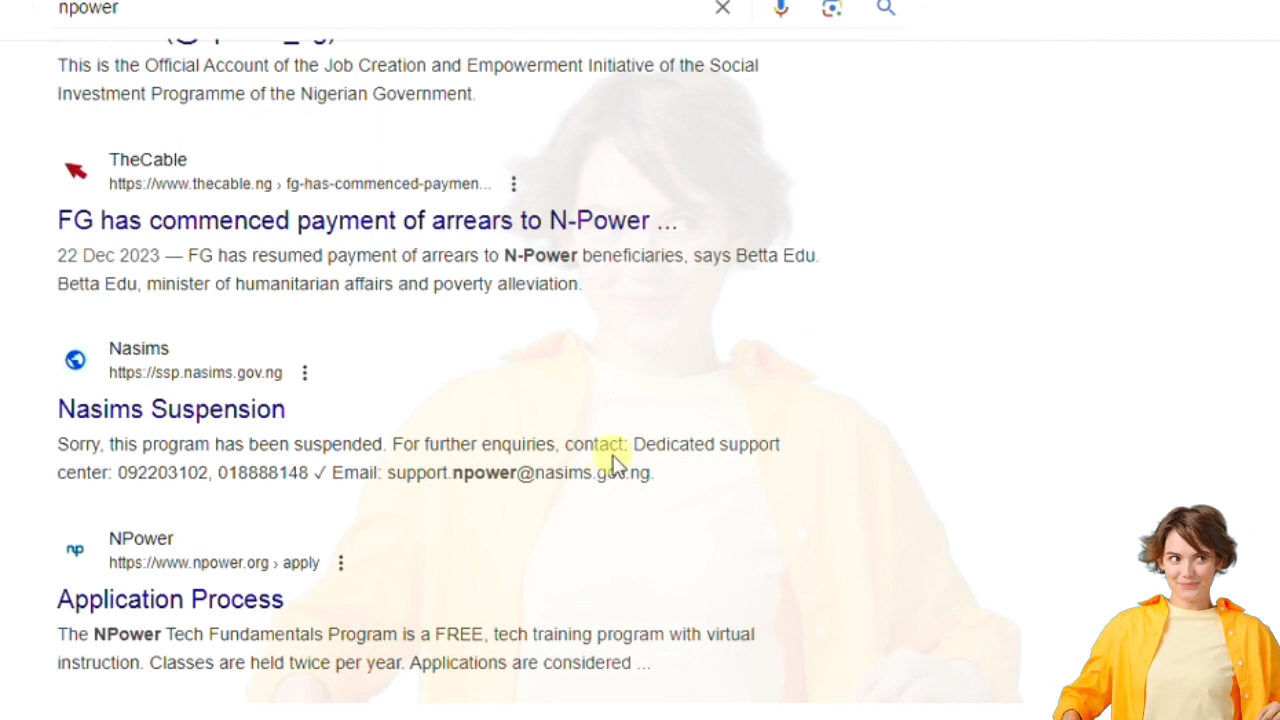 npower
This is the Official Account of the Job Creation and Empowerment Initiative of the Social
Investment Programme of the Nigerian Government.
TheCable
https://www.thecable.ng › fg-has-commenced-paymen...
FG has commenced payment of arrears to N-Power ...
22 Dec 2023 — FG has resumed payment of arrears to N-Power beneficiaries, says Betta Edu.
Betta Edu, minister of humanitarian affairs and poverty alleviation.
Nasims
https://ssp.nasims.gov.ng
Nasims Suspension
Sorry, this program has been suspended. For further enquiries, contact: Dedicated support
center: 092203102, 018888148 ✓ Email: support.npower@nasims.gov.ng.
NPower
np
https://www.npower.org › apply
Application Process
The NPower Tech Fundamentals Program is a FREE, tech training program with virtual
instruction. Classes are held twice per year. Applications are considered ...